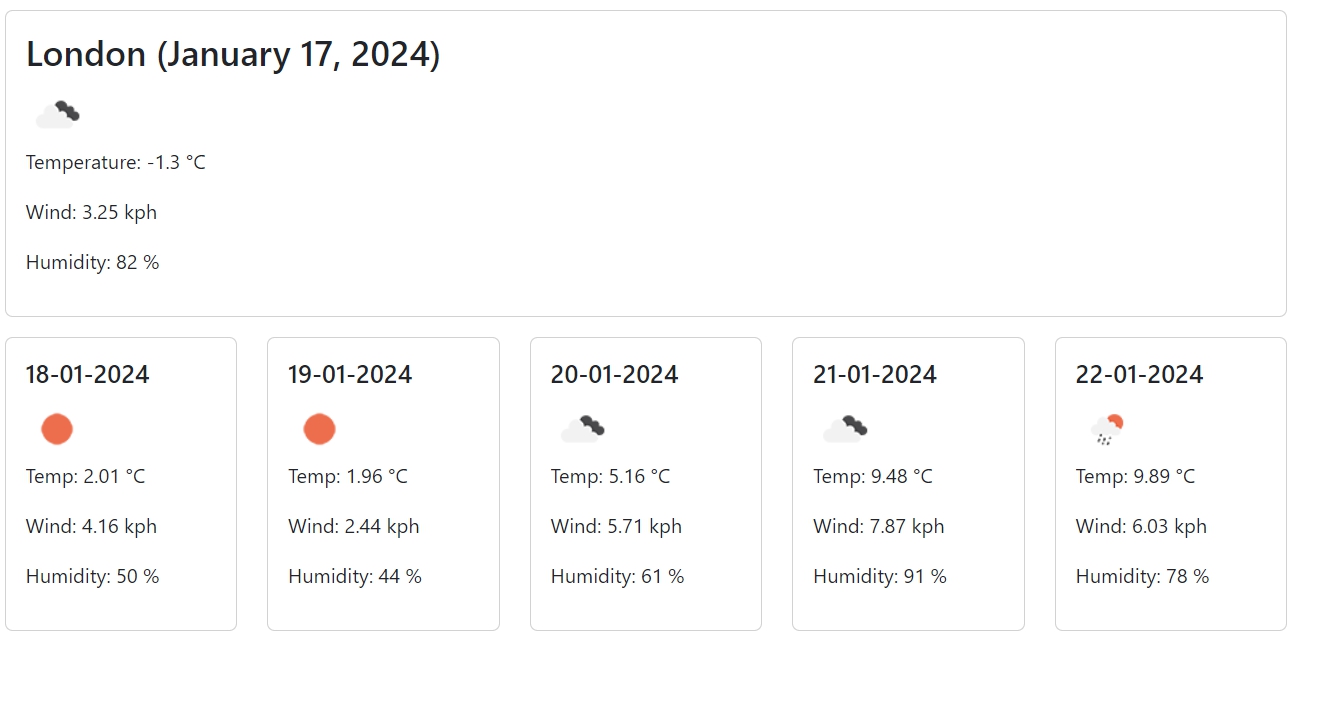 London (January 17, 2024)
Temperature: -1.3 °C
Wind: 3.25 kph
Humidity: 82 %
18-01-2024
Temp: 2.01 °C
Wind: 4.16 kph
Humidity: 50 %
19-01-2024
Temp: 1.96 °C
Wind: 2.44 kph
Humidity: 44 %
20-01-2024
Temp: 5.16 °C
Wind: 5.71 kph
Humidity: 61 %
21-01-2024
Temp: 9.48 °C
Wind: 7.87 kph
Humidity: 91 %
22-01-2024
Temp: 9.89 °C
Wind: 6.03 kph
Humidity: 78 %